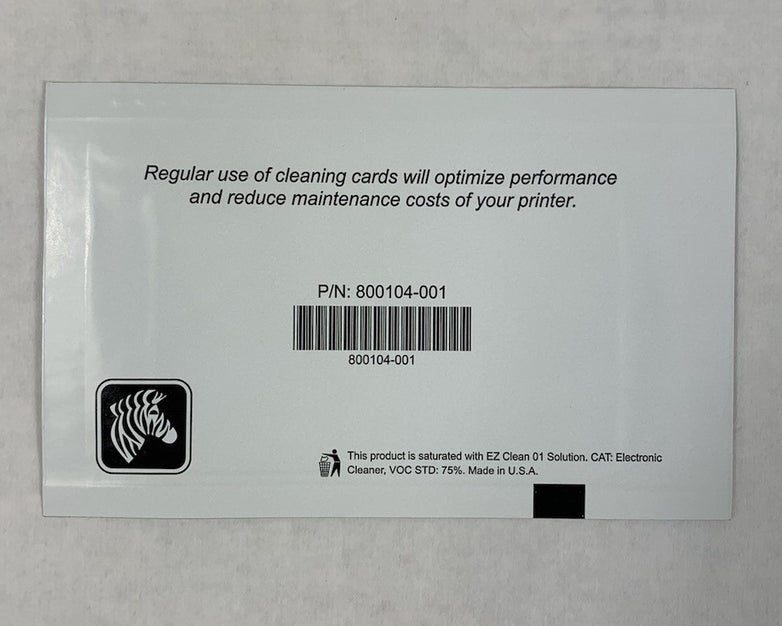 Regular use of cleaning cards will optimize performance
and reduce maintenance costs of your printer.
P/N: 800104-001
800104-001
This product is saturated with EZ Clean 01 Solution. CAT: Electronic
Cleaner, VOC STD: 75%. Made in U.S.A.